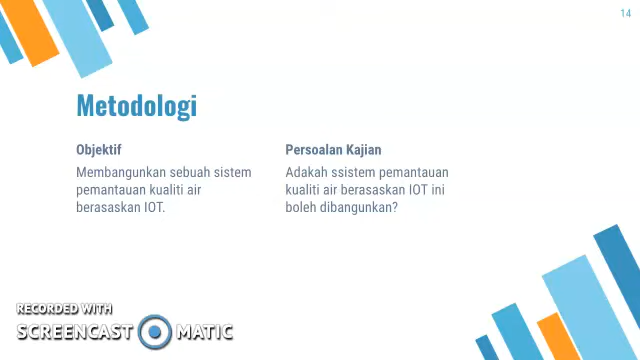 14
Metodologi
Objektif
Membangunkan sebuah sistem
pemantauan kualiti air
berasaskan IOT.
Persoalan Kajian
Adakah ssistem pemantauan
kualiti air berasaskan IOT ini
boleh dibangunkan?
RECORDED WITH
SCREENCAST MATIC